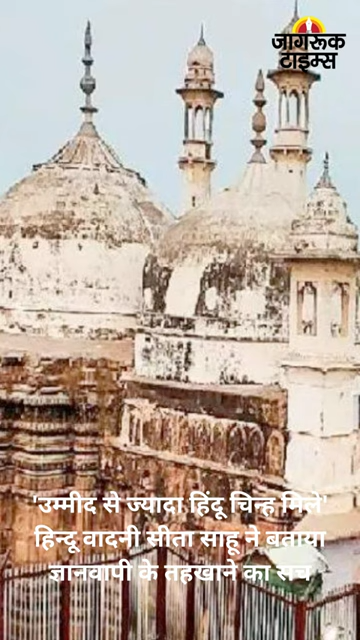 जागरूक
टाइम्स
'उम्मीद से ज्यादा हिंदू चिन्ह मिले'
हिन्दू वादनी सीता साहू ने बताया
ज्ञानवापी के तहखाने का सच